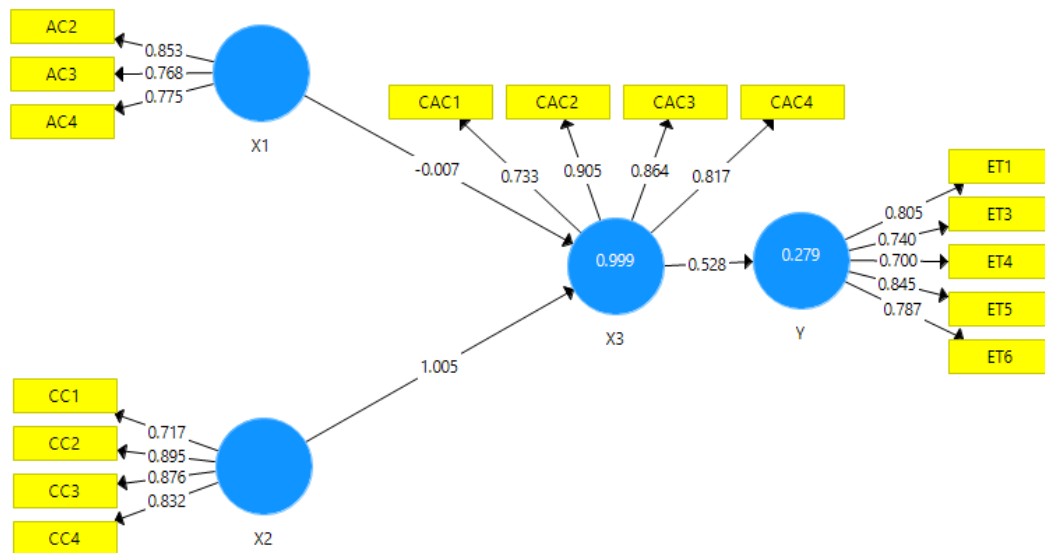 AC2
AC3
AC4
0.853
0.768
0.775
X1
CAC1
CAC2
CAC3
CAC4
0.733
0.905
0.864
0.817
-0.007
0.999
X3
0.528
0.279
Y
ET1
ET3
ET4
ET5
ET6
0.805
0.740
0.700
0.845
0.787
1.005
CC1
CC2
CC3
CC4
0.717
0.895
0.876
0.832
X2